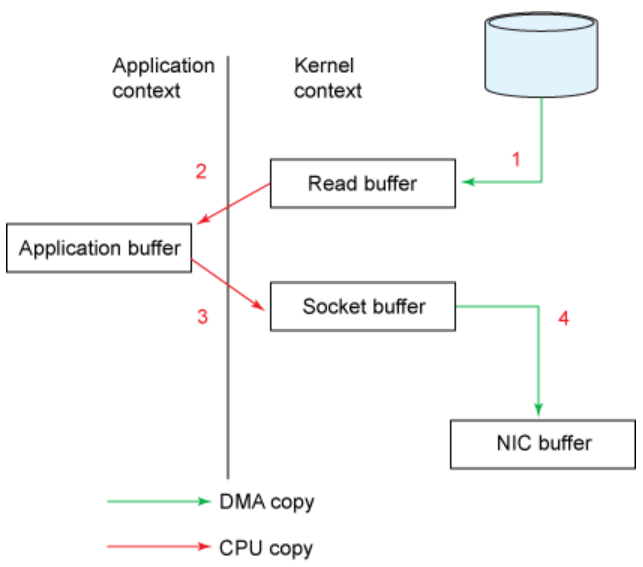 Application
context
Kernel
context
1
2
Read buffer
Application buffer
3
Socket buffer
4
NIC buffer
DMA copy
CPU copy